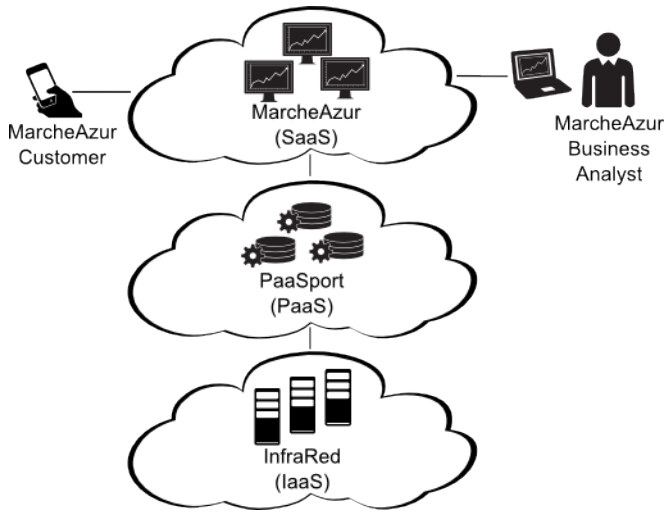 MarcheAzur
Customer
MarcheAzur
(SaaS)
MarcheAzur
Business
Analyst
PaaSport
(PaaS)
InfraRed
(IaaS)